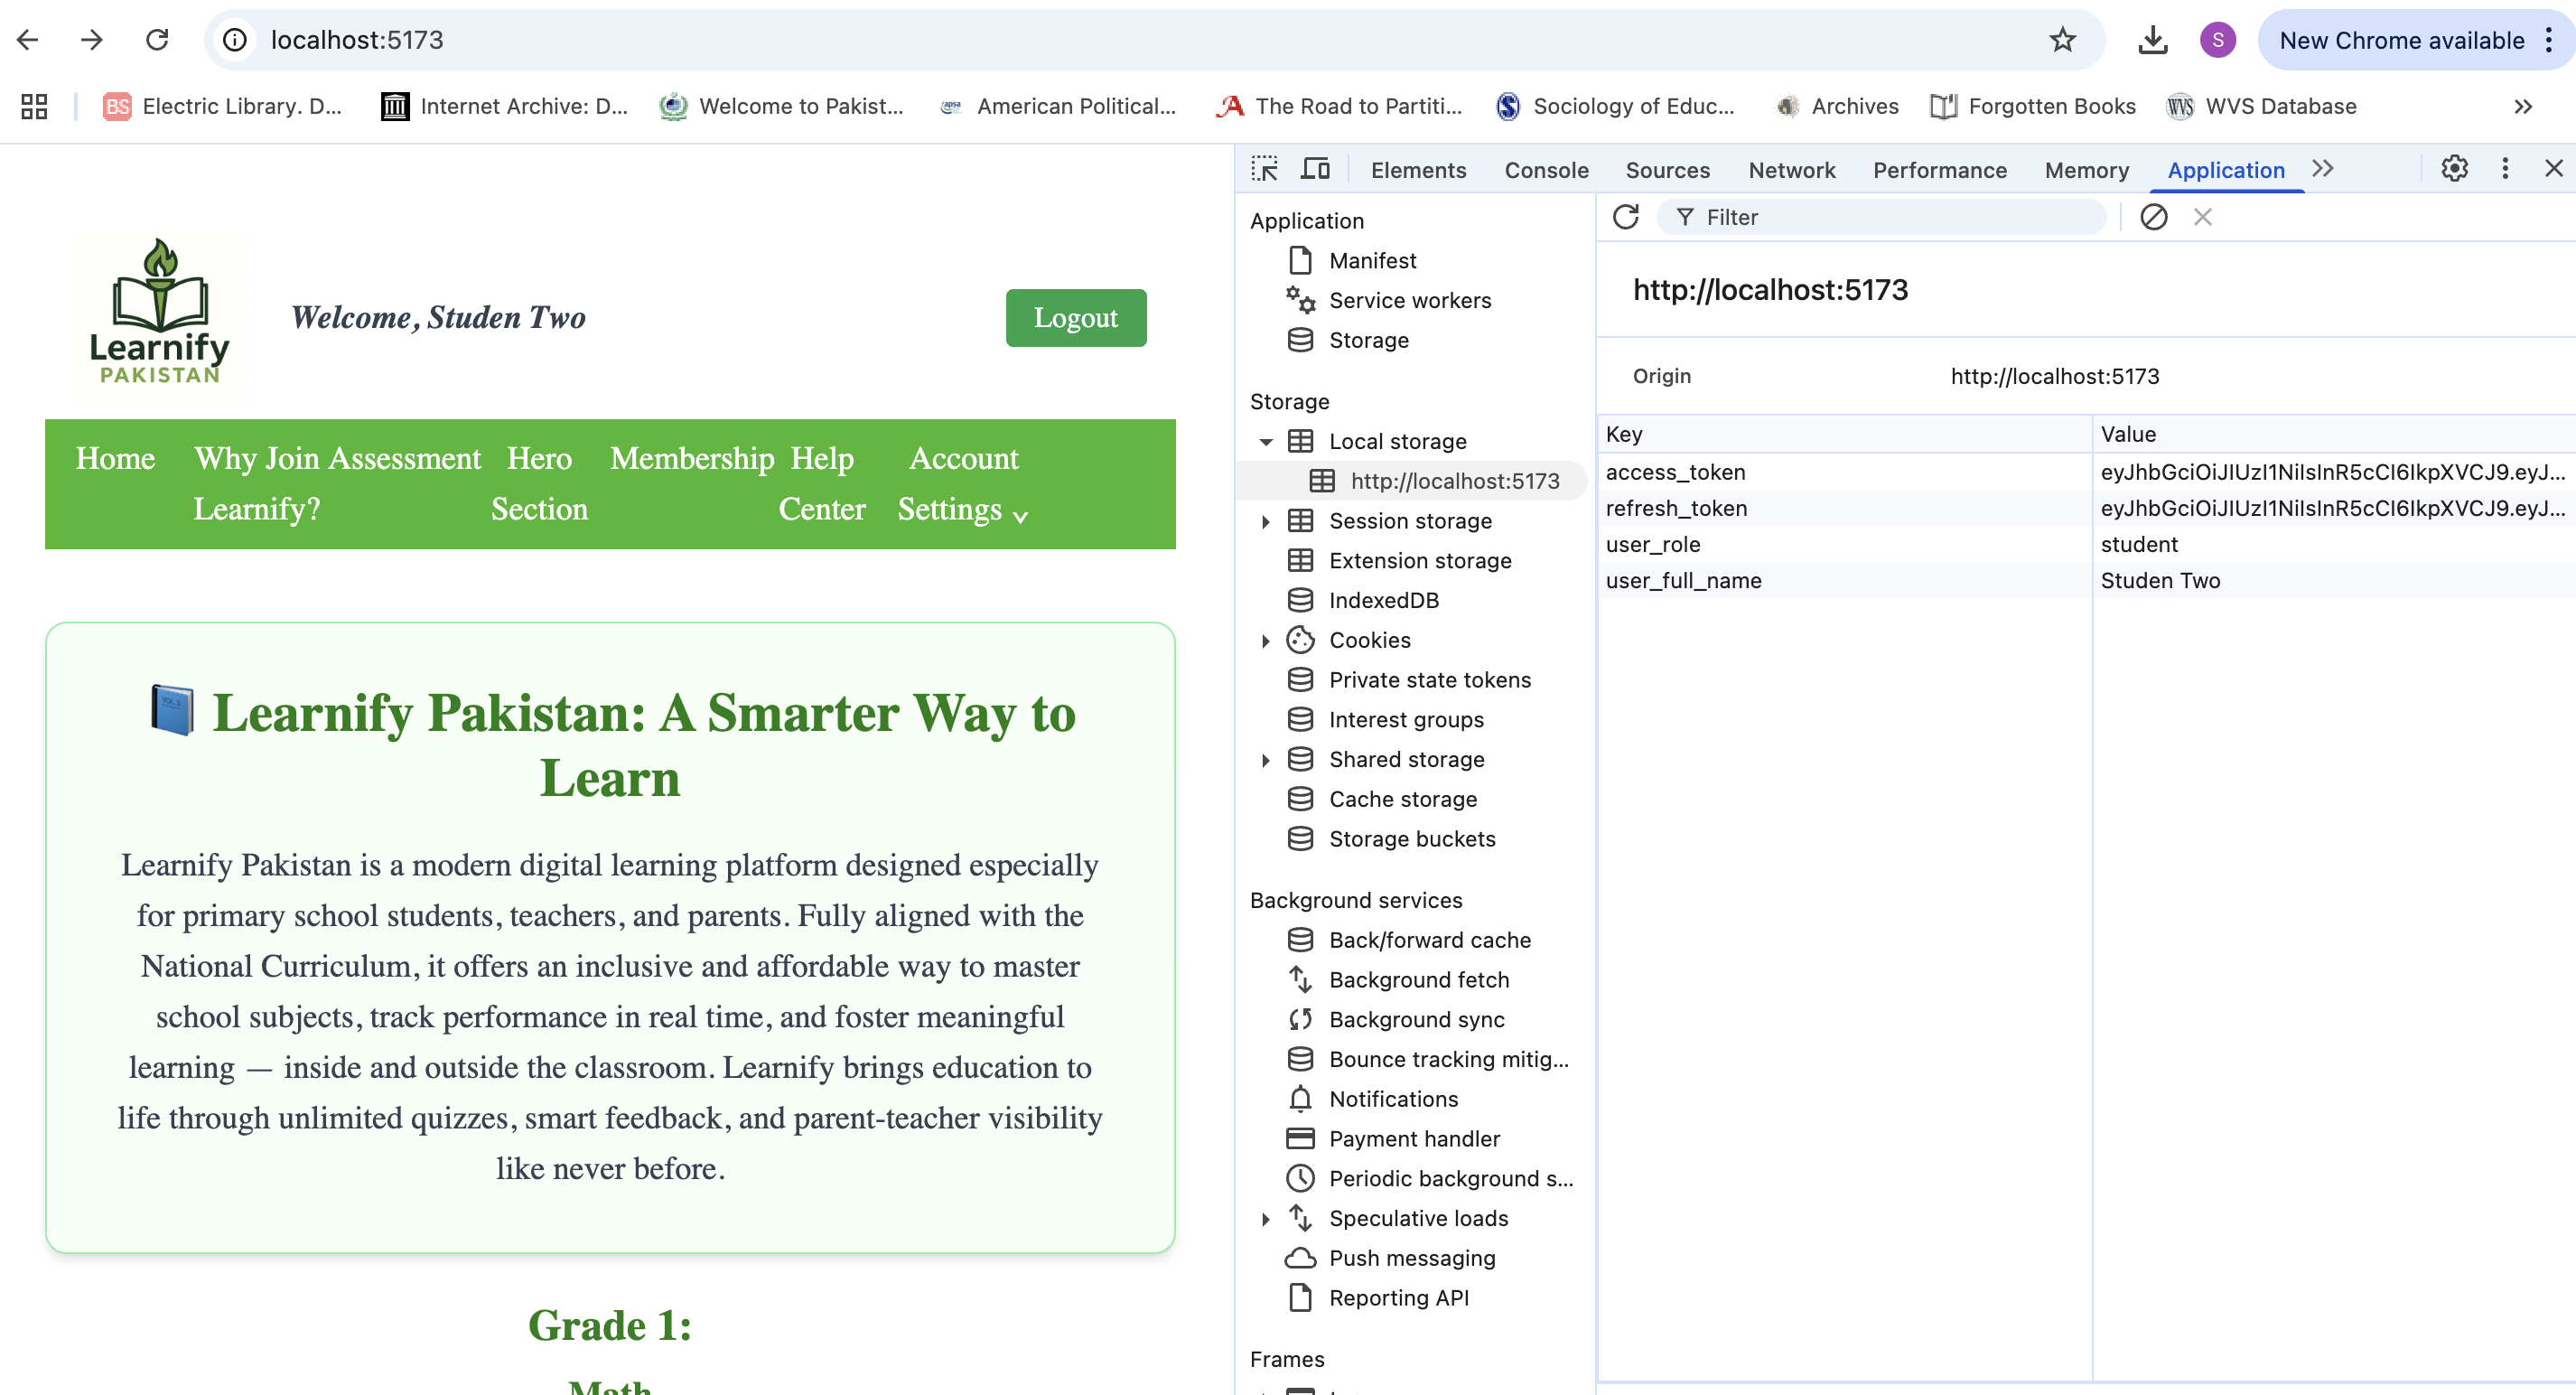 localhost:5173
S
New Chrome available
BS Electric Library. D...
Internet Archive: D...
Welcome to Pakist...
apsa American Political...
The Road to Partiti...
S Sociology of Educ...
Archives
Forgotten Books
WVS WVS Database
Learnify
PAKISTAN
Welcome, Studen Two
Logout
Home
Why Join
Learnify?
Assessment
Hero
Section
Membership
Help
Center
Account
Settings
Learnify Pakistan: A Smarter Way to
Learn
Learnify Pakistan is a modern digital learning platform designed especially
for primary school students, teachers, and parents. Fully aligned with the
National Curriculum, it offers an inclusive and affordable way to master
school subjects, track performance in real time, and foster meaningful
learning — inside and outside the classroom. Learnify brings education to
life through unlimited quizzes, smart feedback, and parent-teacher visibility
like never before.
Grade 1:
Math
Elements
Console
Sources
Network
Performance
Memory
Application
Application
Manifest
Service workers
Storage
Storage
Local storage
http://localhost:5173
Session storage
Extension storage
IndexedDB
Cookies
Private state tokens
Interest groups
Shared storage
Cache storage
Storage buckets
Background services
Back/forward cache
Background fetch
Background sync
Bounce tracking mitig...
Notifications
Payment handler
Periodic background s...
Speculative loads
Push messaging
Reporting API
Frames
Filter
http://localhost:5173
Origin http://localhost:5173
Key Value
access_token eyJhbGciOiJIUzI1NiIsInR5cCI6IkpXVCJ9.eyJ...
refresh_token eyJhbGciOiJIUzI1NiIsInR5cCI6IkpXVCJ9.eyJ...
user_role student
user_full_name Studen Two